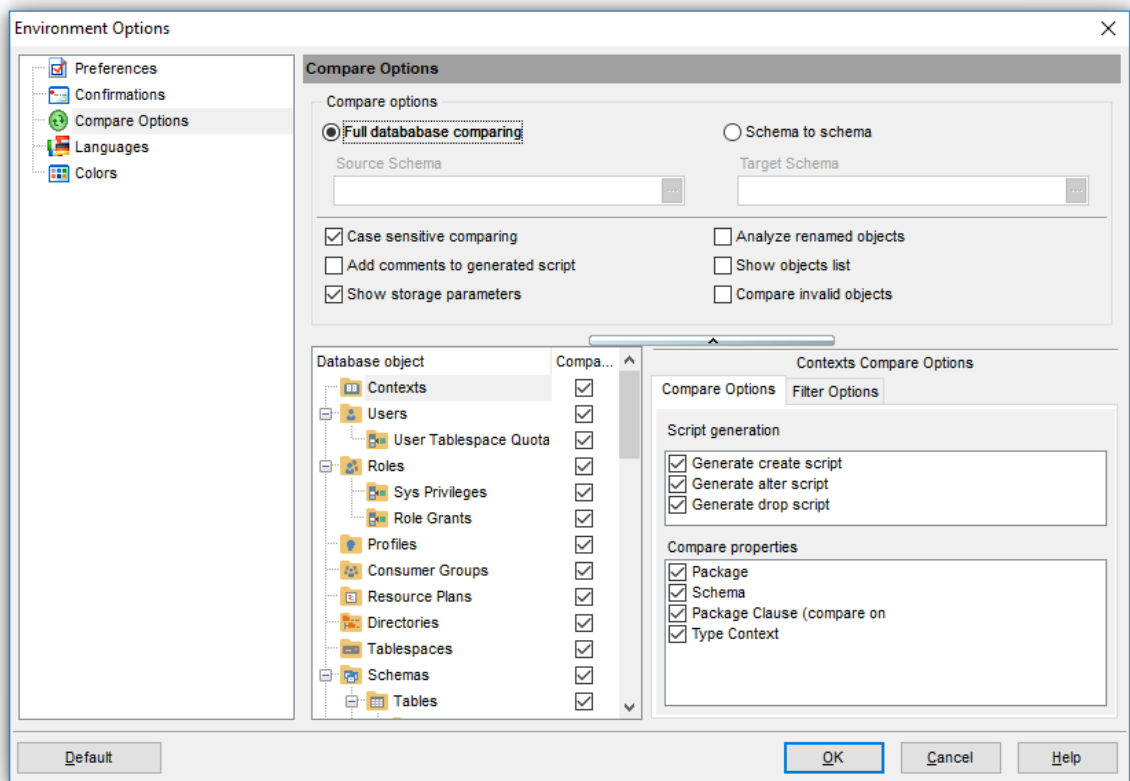 Environment Options
Preferences
Confirmations
Compare Options
Languages
Colors
Compare Options
Compare options
Full datababase comparing
Schema to schema
Source Schema
Target Schema
...
...
Case sensitive comparing
Analyze renamed objects
Add comments to generated script
Show objects list
Show storage parameters
Compare invalid objects
Database object
Compa...
Contexts
Users
User Tablespace Quota
Roles
Sys Privileges
Role Grants
Profiles
Consumer Groups
Resource Plans
Directories
Tablespaces
Schemas
Tables
Contexts Compare Options
Compare Options
Filter Options
Script generation
Generate create script
Generate alter script
Generate drop script
Compare properties
Package
Schema
Package Clause (compare on
Type Context
Default
OK
Cancel
Help